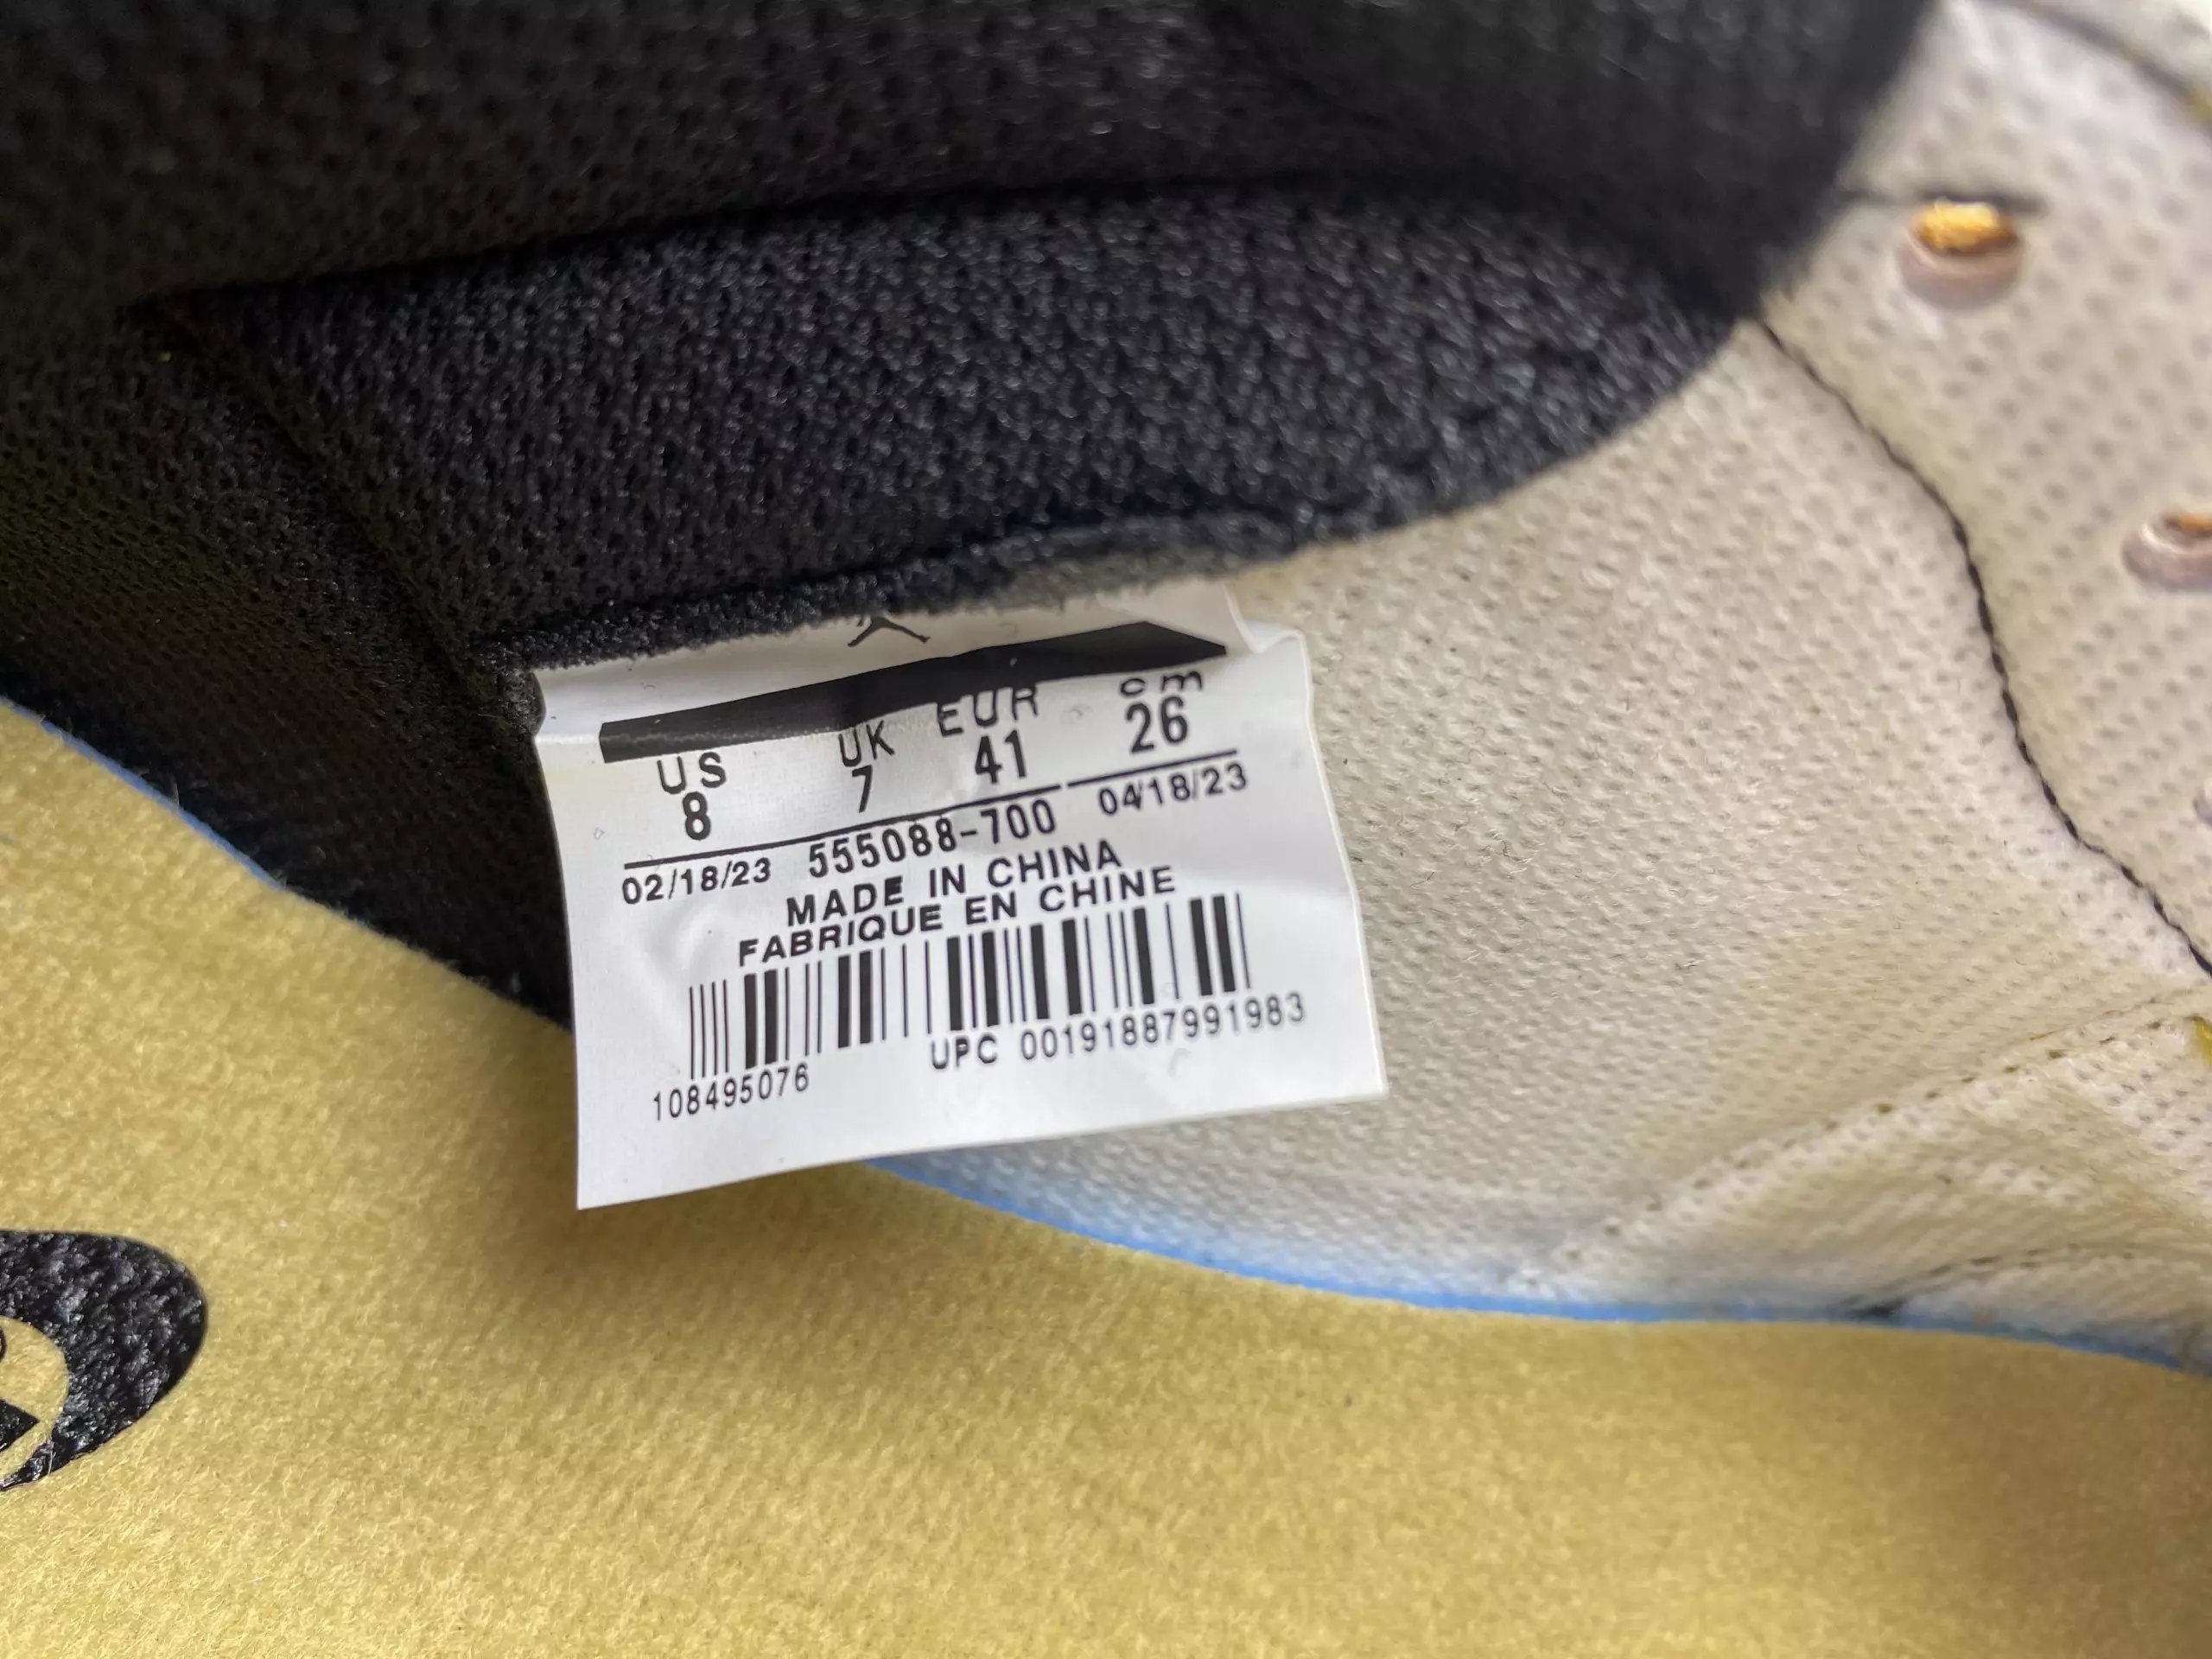 US UK EUR cm
8 7 41 26
02/18/23 555088-700 04/18/23
MADE IN CHINA
FABRIQUE EN CHINE
108495076 UPC 00191887991983